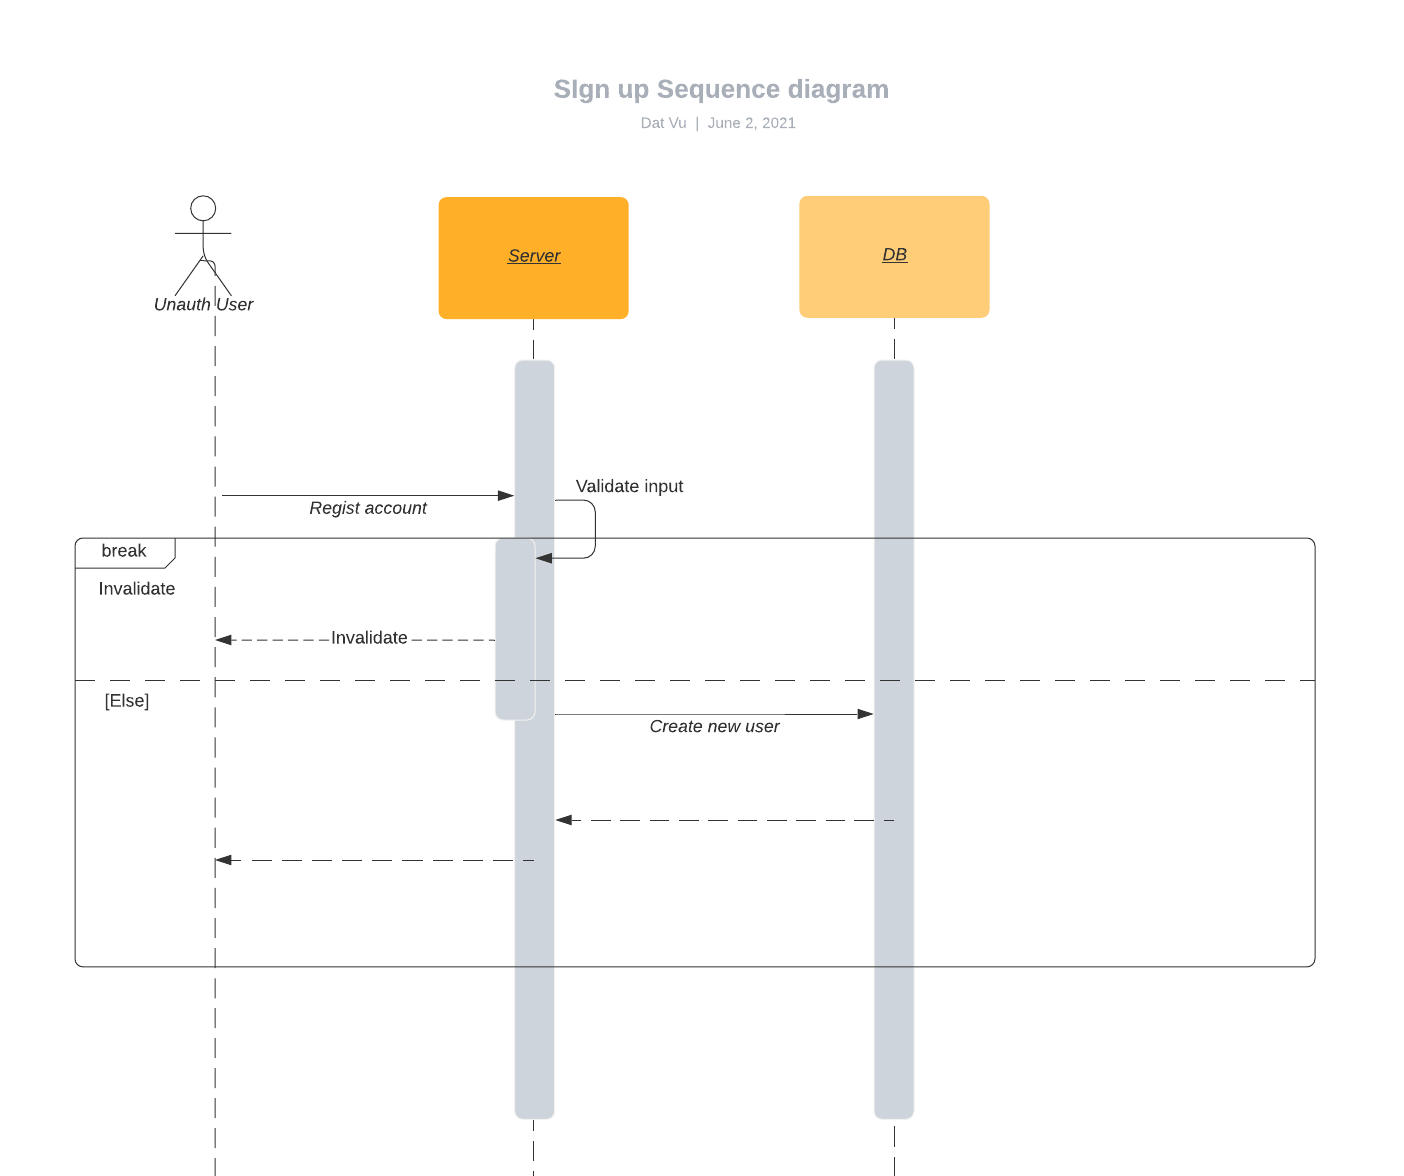 SIgn up Sequence diagram
Dat Vu | June 2, 2021
Unauth User
Server
DB
Validate input
Regist account
break
Invalidate
Invalidate
[Else]
Create new user